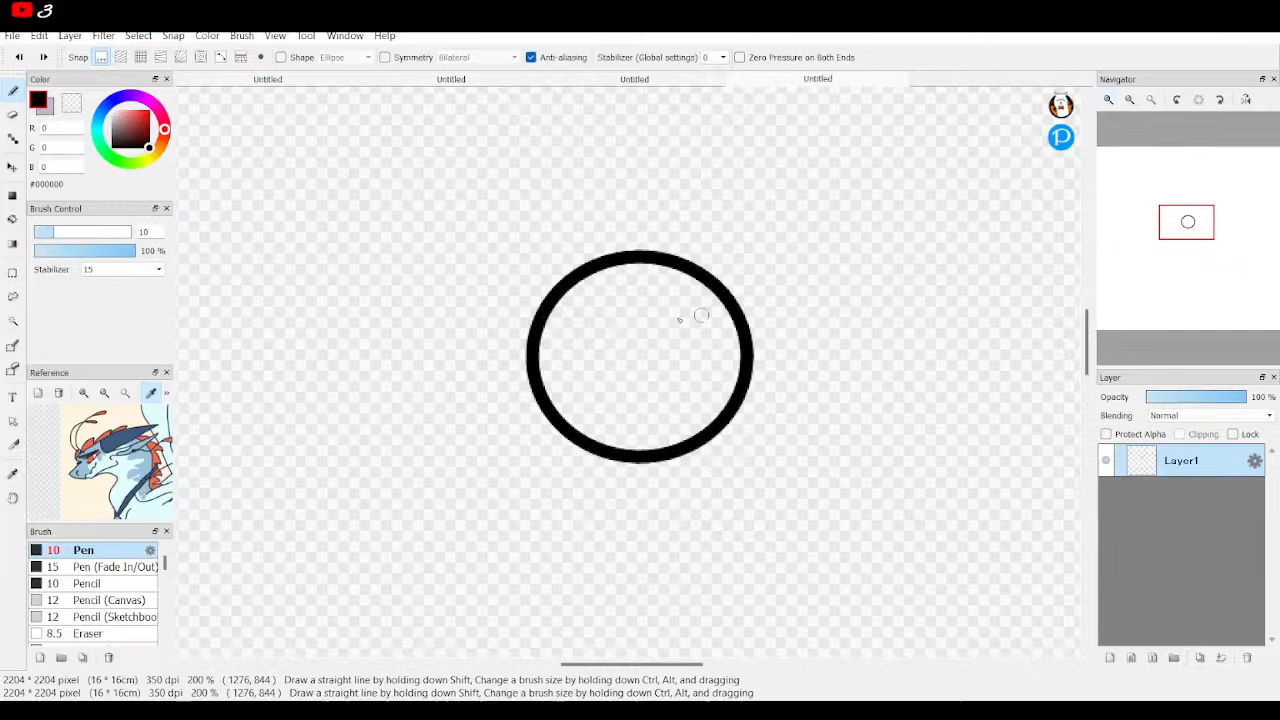 3
File Edit Layer Filter Select Snap Color Brush View Tool Window Help
Snap Shape Ellipse Symmetry Bilateral Anti-aliasing Stabilizer (Global settings) 0 Zero Pressure on Both Ends
Untitled Untitled Untitled Untitled
Color
R 0
G 0
B 0
#000000
Brush Control
10
100 %
Stabilizer 15
Reference
Brush
10 Pen
15 Pen (Fade In/Out)
10 Pencil
12 Pencil (Canvas)
12 Pencil (Sketchboo
8.5 Eraser
Navigator
Layer
Opacity 100 %
Blending Normal
Protect Alpha Clipping Lock
Layer1
2204 * 2204 pixel (16 * 16cm) 350 dpi 200 % ( 1276, 844 ) Draw a straight line by holding down Shift, Change a brush size by holding down Ctrl, Alt, and dragging
2204 * 2204 pixel (16 * 16cm) 350 dpi 200 % ( 1276, 844 ) Draw a straight line by holding down Shift, Change a brush size by holding down Ctrl, Alt, and dragging